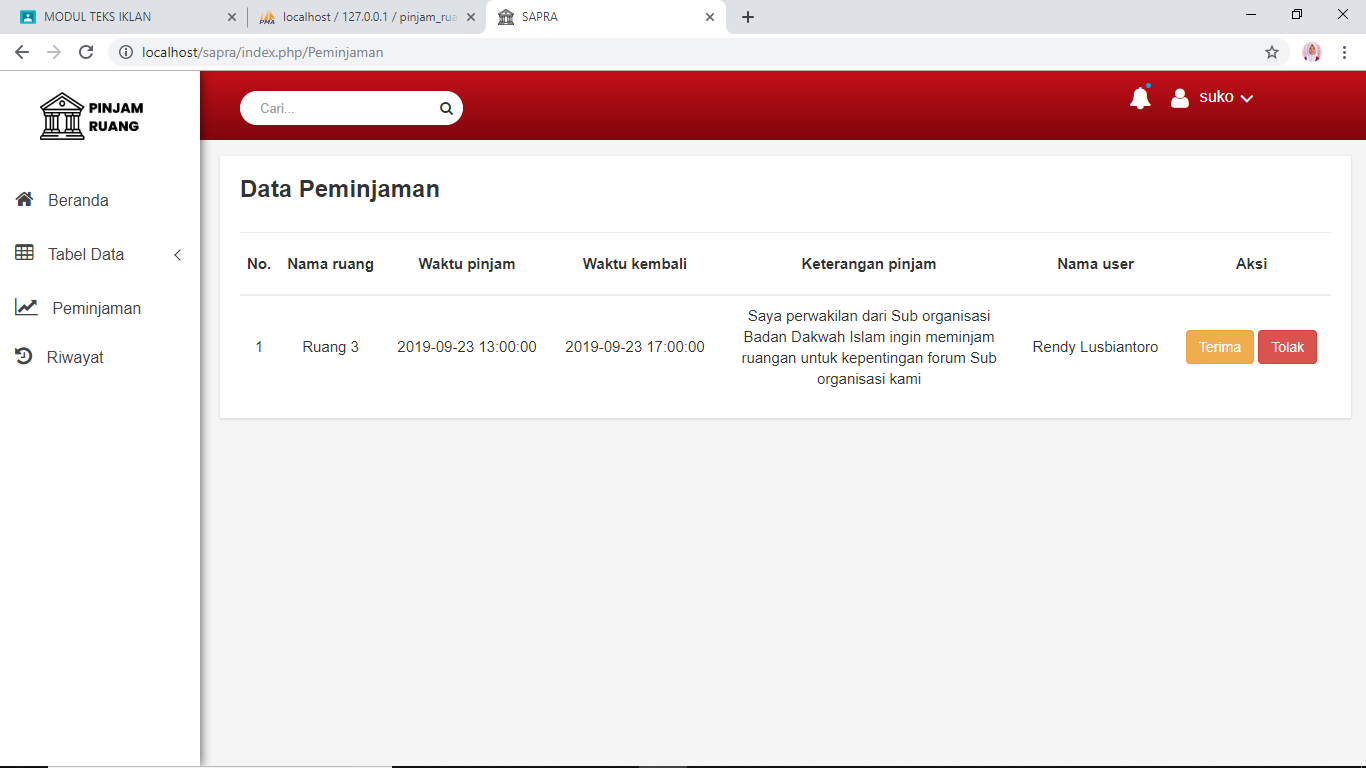 MODUL TEKS IKLAN
localhost / 127.0.0.1 / pinjam_rua
SAPRA
localhost/sapra/index.php/Peminjaman
PINJAM
RUANG
Cari...
suko
Beranda
Tabel Data
Peminjaman
Riwayat
Data Peminjaman
No. Nama ruang Waktu pinjam Waktu kembali Keterangan pinjam Nama user Aksi
1 Ruang 3 2019-09-23 13:00:00 2019-09-23 17:00:00
Saya perwakilan dari Sub organisasi
Badan Dakwah Islam ingin meminjam
ruangan untuk kepentingan forum Sub
organisasi kami
Rendy Lusbiantoro
Terima Tolak